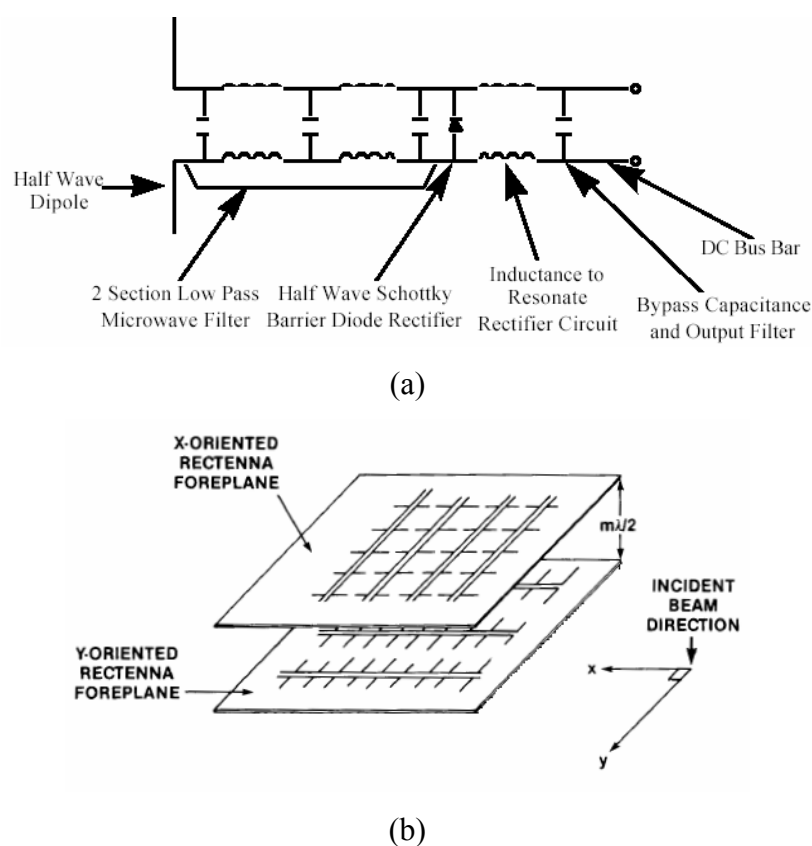 Half Wave
Dipole
2 Section Low Pass
Microwave Filter
Half Wave Schottky
Barrier Diode Rectifier
Inductance to
Resonate
Rectifier Circuit
DC Bus Bar
Bypass Capacitance
and Output Filter
(a)
X-ORIENTED
RECTENNA
FOREPLANE
mλ/2
INCIDENT
BEAM
DIRECTION
Y-ORIENTED
RECTENNA
FOREPLANE
x
y
(b)